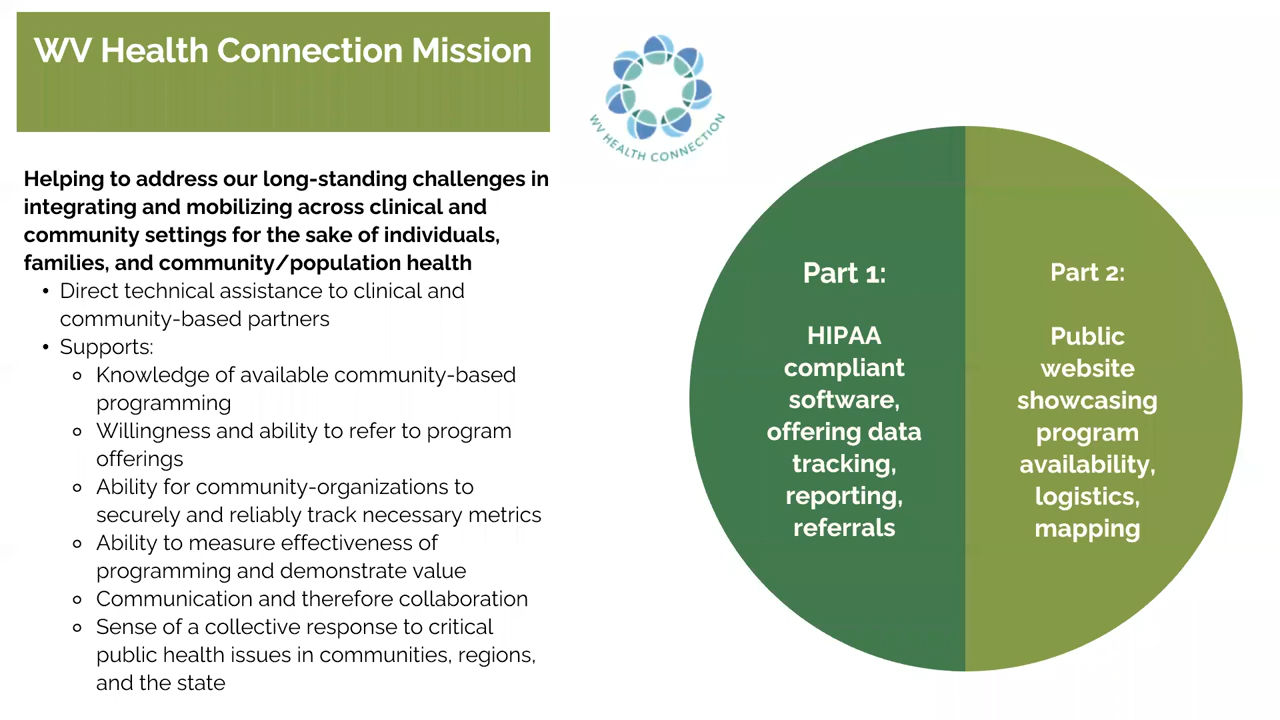 WV Health Connection Mission
WV HEALTH CONNECTION
Helping to address our long-standing challenges in
integrating and mobilizing across clinical and
community settings for the sake of individuals,
families, and community/population health
• Direct technical assistance to clinical and
community-based partners
• Supports:
Knowledge of available community-based
programming
Willingness and ability to refer to program
offerings
Ability for community-organizations to
securely and reliably track necessary metrics
Ability to measure effectiveness of
programming and demonstrate value
Communication and therefore collaboration
Sense of a collective response to critical
public health issues in communities, regions,
and the state
Part 1:
HIPAA
compliant
software,
offering data
tracking,
reporting,
referrals
Part 2:
Public
website
showcasing
program
availability,
logistics,
mapping